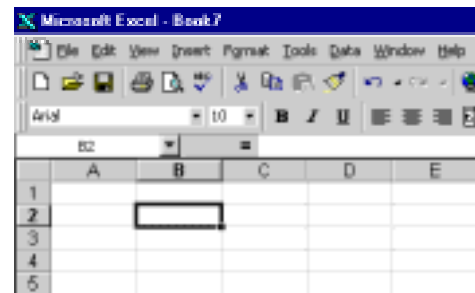 Microsoft Excel - Book7
File Edit View Insert Format Tools Data Window Help
Arial 10 B I U
B2 =
A B C D E
1
2
3
4
5